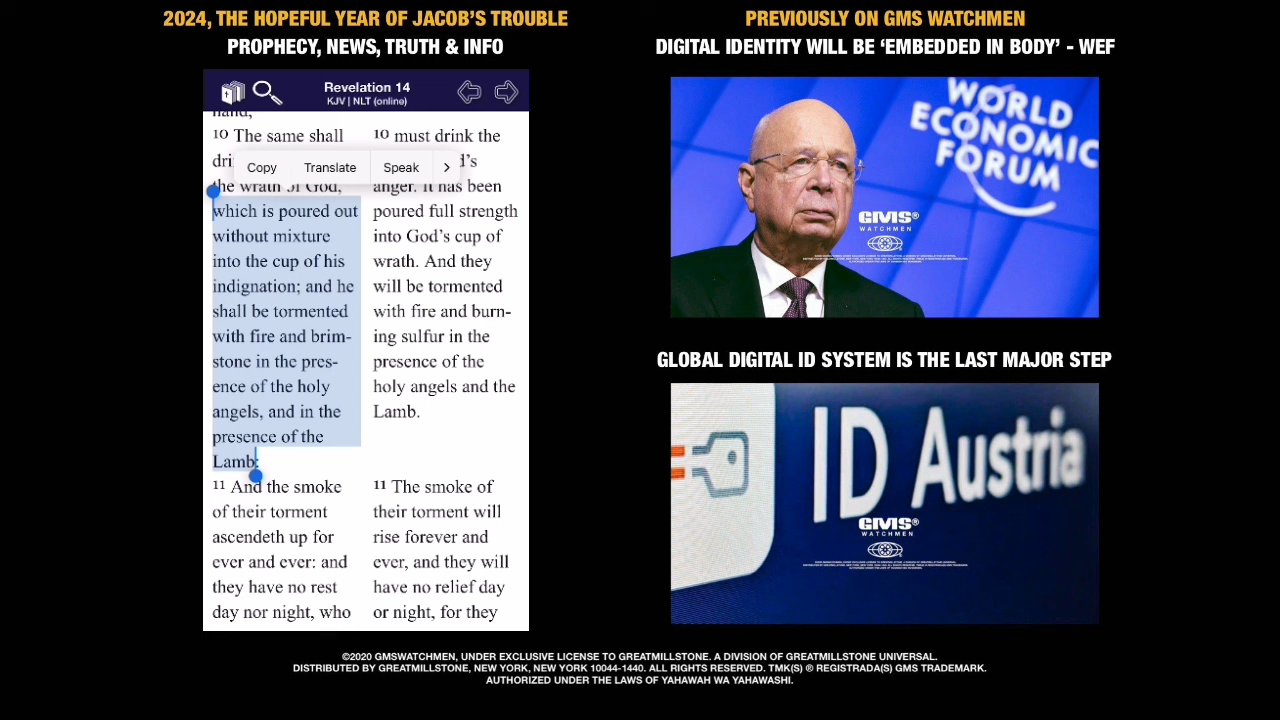 2024, THE HOPEFUL YEAR OF JACOB'S TROUBLE
PROPHECY, NEWS, TRUTH & INFO
Revelation 14
KJV | NLT (online)
hand,
10 The same shall
dri
the wrath of God,
which is poured out
without mixture
into the cup of his
indignation; and he
shall be tormented
with fire and brim-
stone in the pres-
ence of the holy
angels, and in the
presence of the
Lamb:
11 And the smoke
of their torment
ascendeth up for
ever and ever: and
they have no rest
day nor night, who
Copy Translate Speak >
10 must drink the
d's
anger. It has been
poured full strength
into God's cup of
wrath. And they
will be tormented
with fire and burn-
ing sulfur in the
presence of the
holy angels and the
Lamb.
11 The smoke of
their torment will
rise forever and
ever, and they will
have no relief day
or night, for they
PREVIOUSLY ON GMS WATCHMEN
DIGITAL IDENTITY WILL BE 'EMBEDDED IN BODY' - WEF
WORLD
ECONOMIC
FORUM
GMS®
WATCHMEN
GLOBAL DIGITAL ID SYSTEM IS THE LAST MAJOR STEP
ID Austria
GMS®
WATCHMEN
©2020 GMSWATCHMEN, UNDER EXCLUSIVE LICENSE TO GREATMILLSTONE. A DIVISION OF GREATMILLSTONE UNIVERSAL.
DISTRIBUTED BY GREATMILLSTONE, NEW YORK, NEW YORK 10044-1440. ALL RIGHTS RESERVED. TMK(S) ® REGISTRADA(S) GMS TRADEMARK.
AUTHORIZED UNDER THE LAWS OF YAHAWAH WA YAHAWASHI.